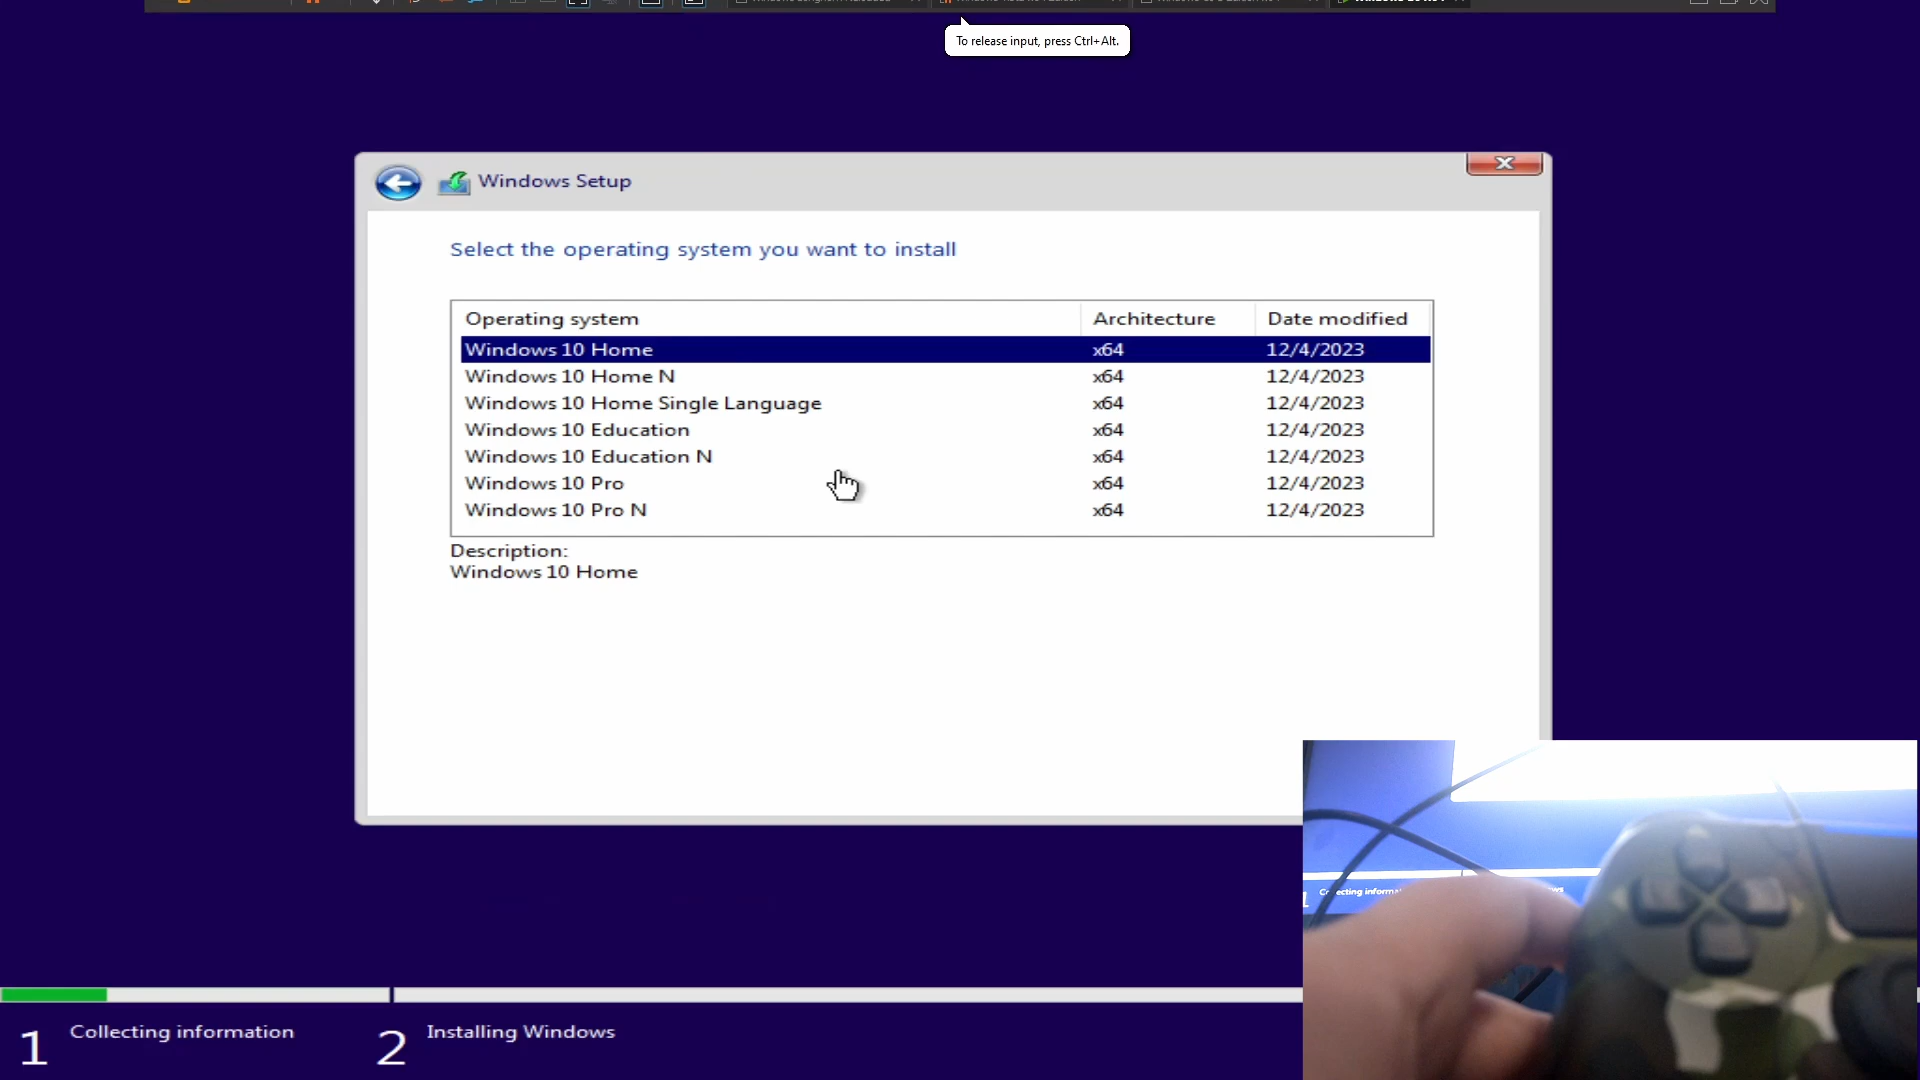 To release input, press Ctrl+Alt.
Windows Setup
Select the operating system you want to install
Operating system Architecture Date modified
Windows 10 Home x64 12/4/2023
Windows 10 Home N x64 12/4/2023
Windows 10 Home Single Language x64 12/4/2023
Windows 10 Education x64 12/4/2023
Windows 10 Education N x64 12/4/2023
Windows 10 Pro x64 12/4/2023
Windows 10 Pro N x64 12/4/2023
Description:
Windows 10 Home
1 Collecting information 2 Installing Windows